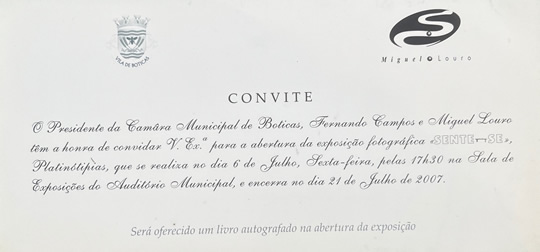 VILA DE BOTICAS
Miguel Louro
CONVITE
O Presidente da Camâra Municipal de Boticas, Fernando Campos e Miguel Louro
têm a honra de convidar V. Ex.ª para a abertura da exposição fotográfica «SENTE-SE»,
Platinótipias, que se realiza no dia 6 de Julho, Sexta-feira, pelas 17h30 na Sala de
Exposições do Auditório Municipal, e encerra no dia 21 de Julho de 2007.
Será oferecido um livro autografado na abertura da exposição